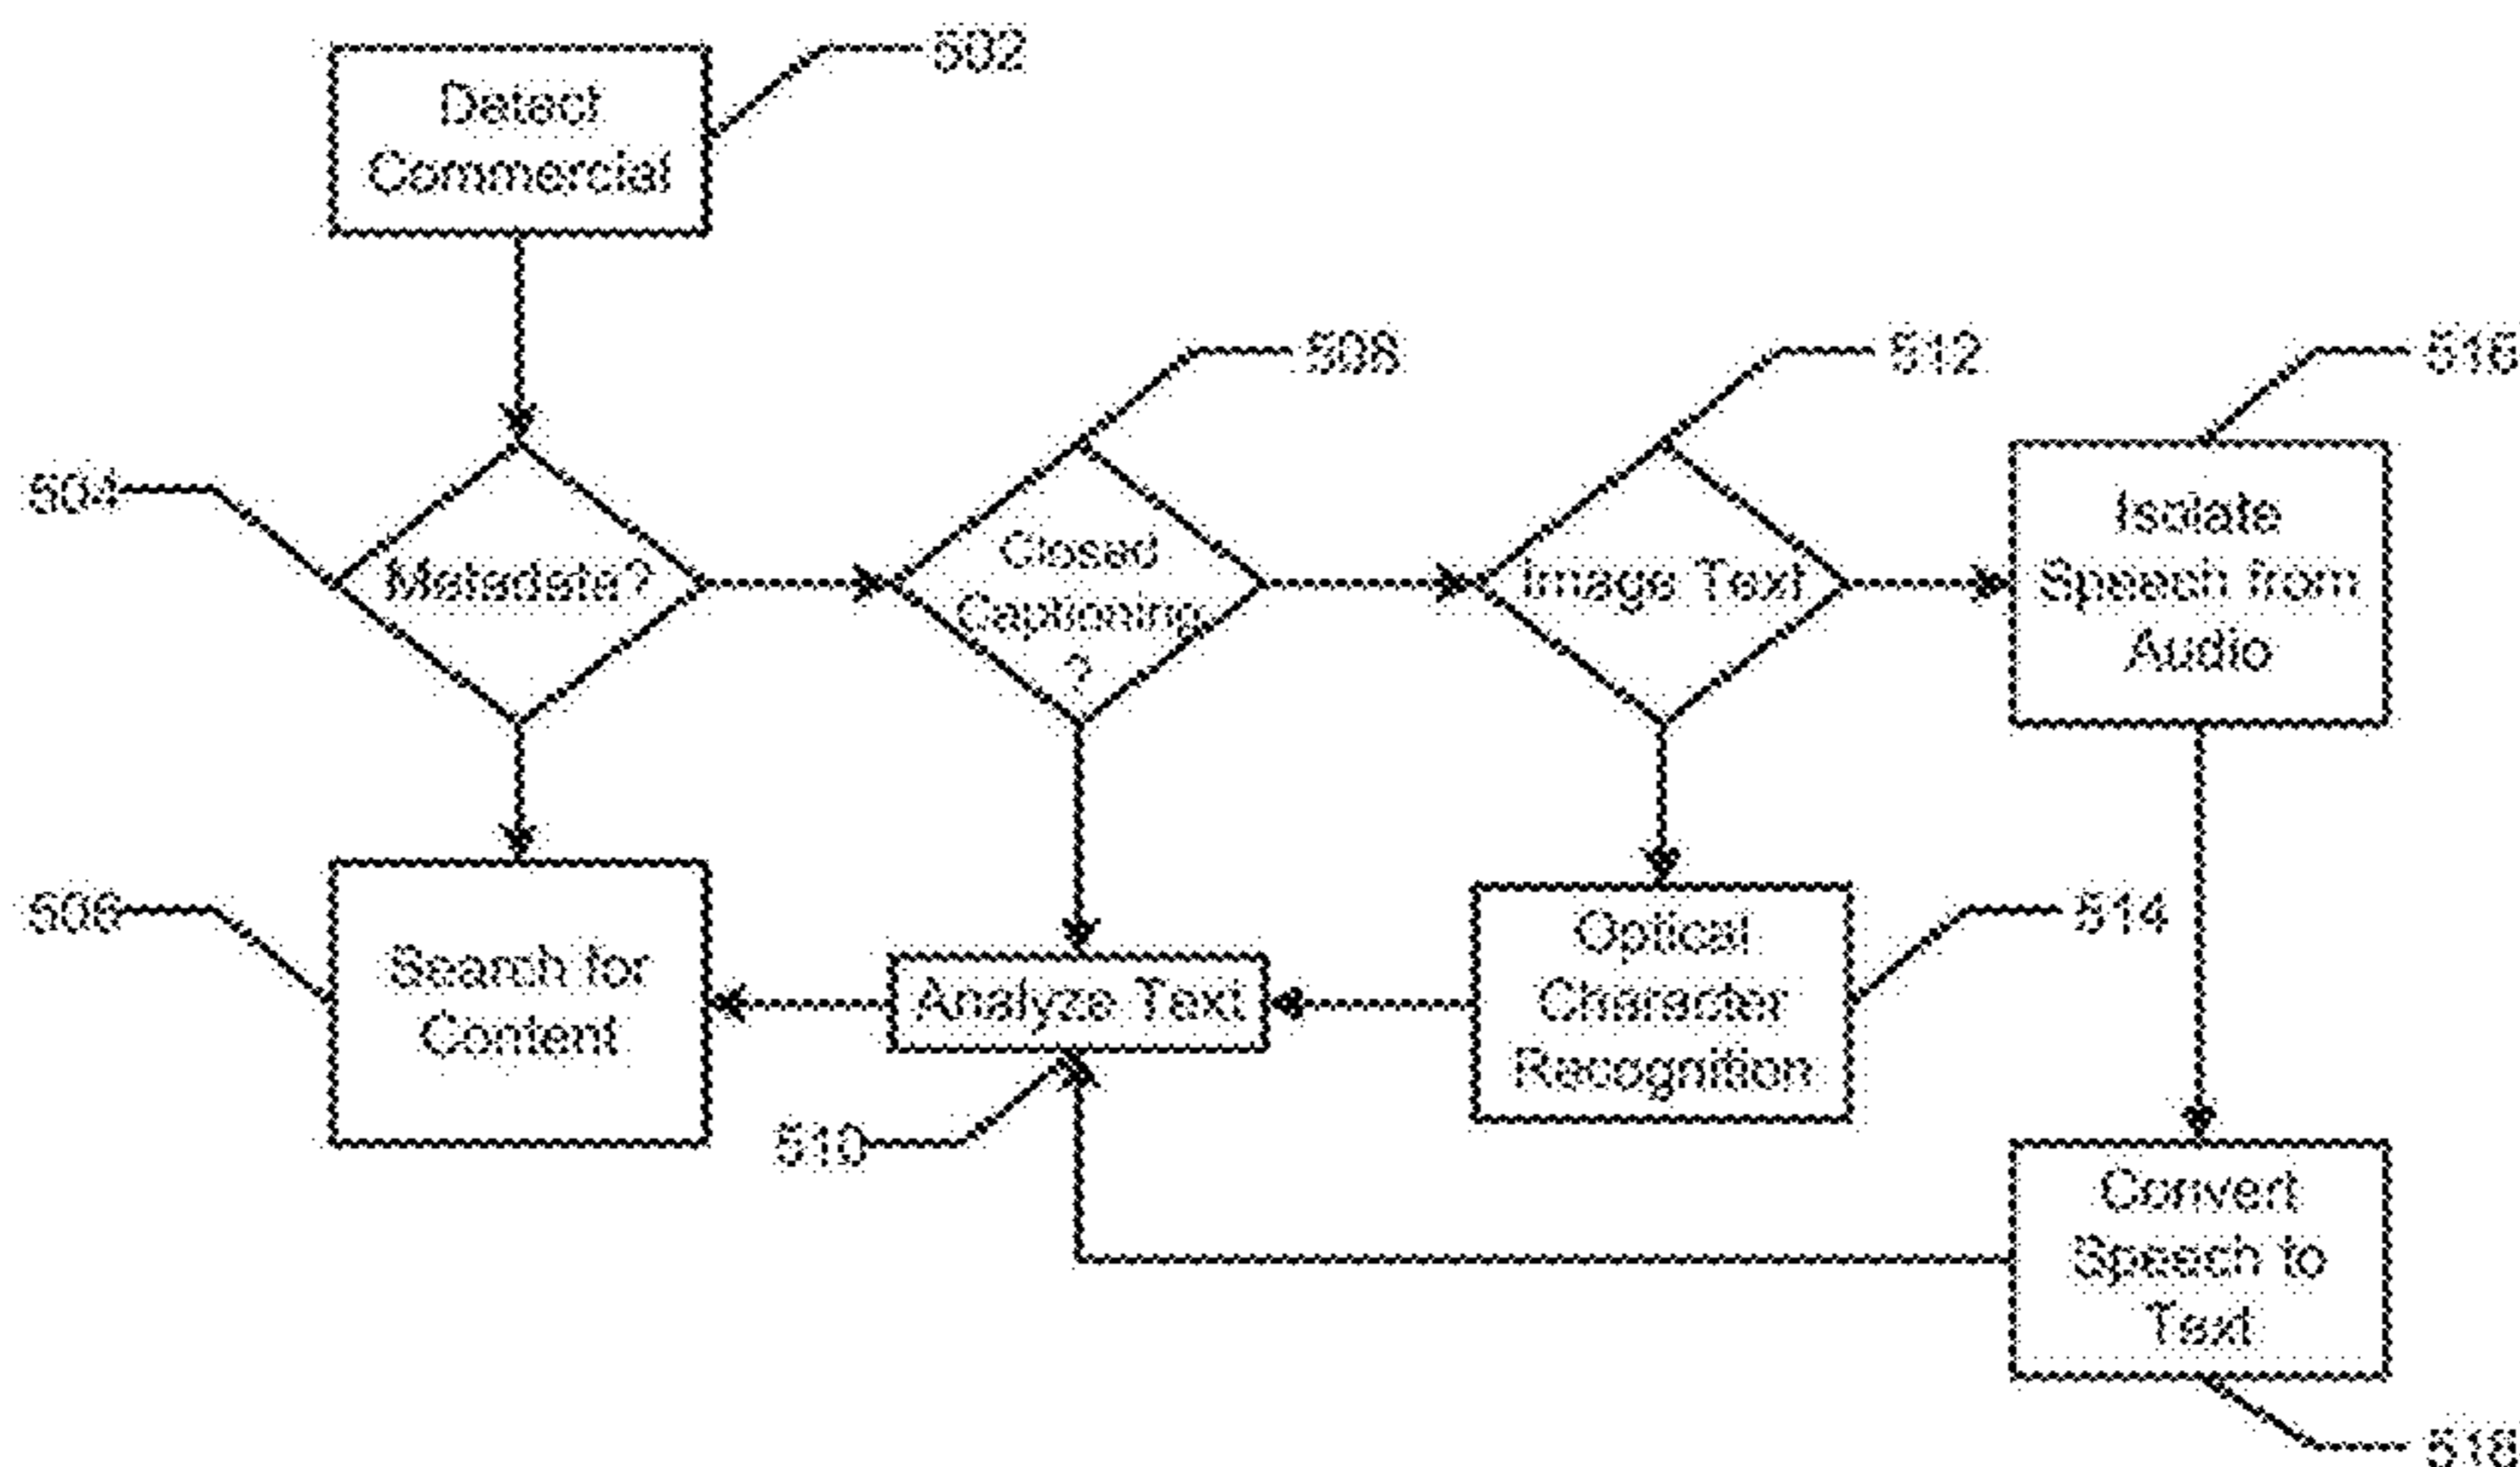 Detect
Commercial
502
508
512
516
504
Metadata?
Closed
Captioning
?
Image Text
Isolate
Speech from
Audio
506
Search for
Content
Analyze Text
Optical
Character
Recognition
514
510
Convert
Speech to
Text
518